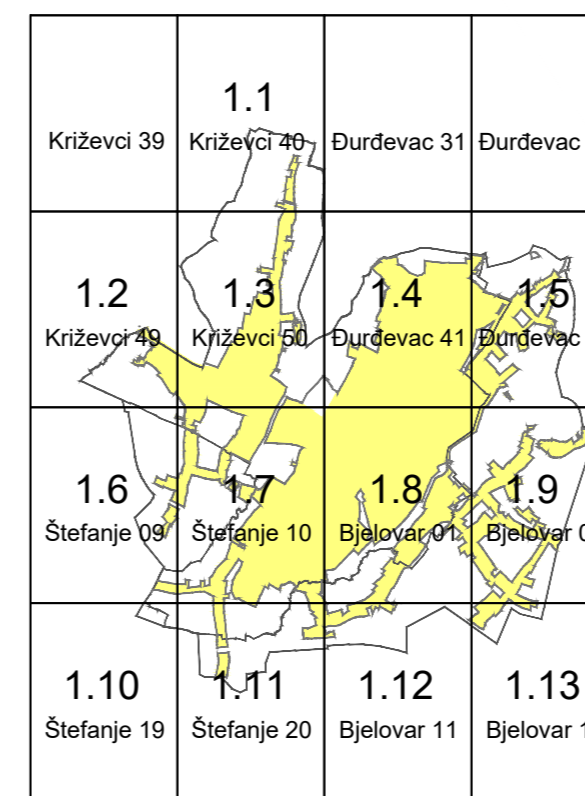 1.1
Križevci 39 Križevci 40 Đurđevac 31 Đurđevac
1.2 1.3 1.4 1.5
Križevci 49 Križevci 50 Đurđevac 41 Đurđevac
1.6 1.7 1.8 1.9
Štefanje 09 Štefanje 10 Bjelovar 01 Bjelovar
1.10 1.11 1.12 1.13
Štefanje 19 Štefanje 20 Bjelovar 11 Bjelovar